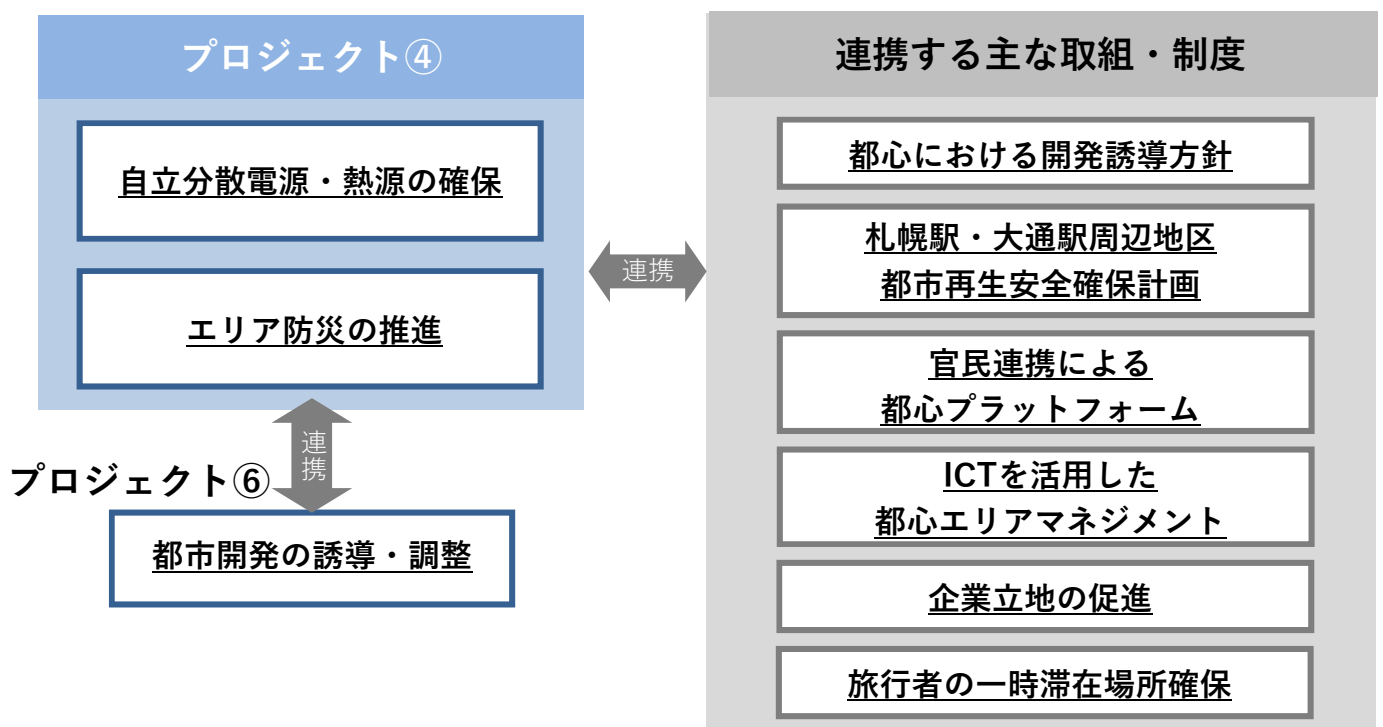 プロジェクト④
自立分散電源・熱源の確保
エリア防災の推進
連携
プロジェクト⑥
都市開発の誘導・調整
連携
連携する主な取組・制度
都心における開発誘導方針
札幌駅・大通駅周辺地区
都市再生安全確保計画
官民連携による
都心プラットフォーム
ICTを活用した
都心エリアマネジメント
企業立地の促進
旅行者の一時滞在場所確保